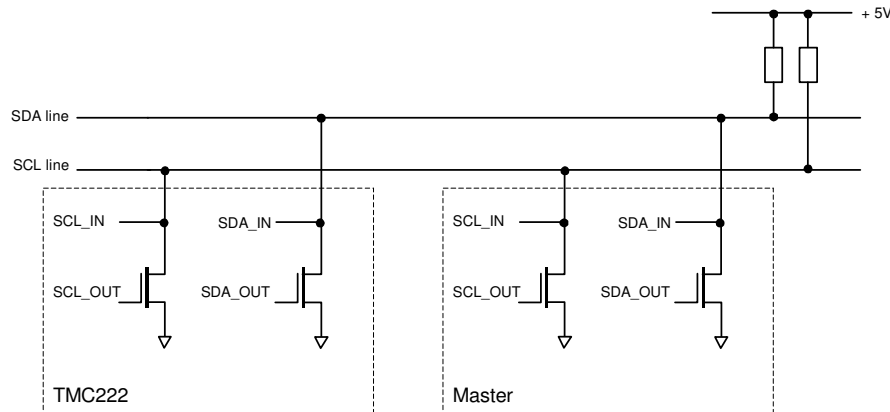 + 5V
SDA line
SCL line
SCL_IN
SDA_IN
SCL_IN
SDA_IN
SCL_OUT
SDA_OUT
SCL_OUT
SDA_OUT
TMC222
Master